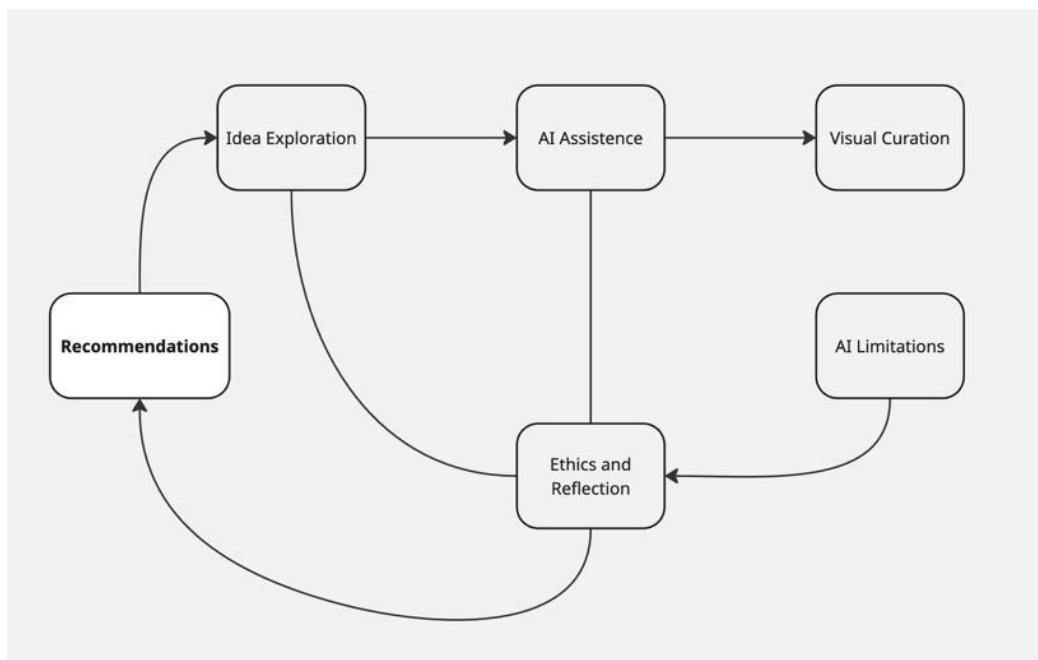 Idea Exploration
AI Assistence
Visual Curation
Recommendations
AI Limitations
Ethics and
Reflection